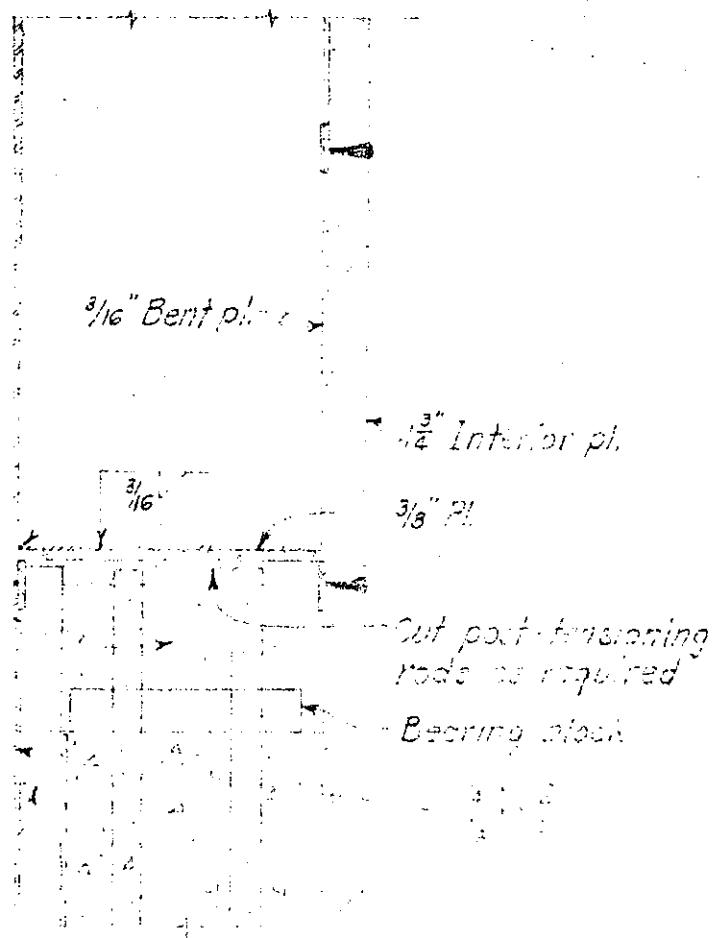 3/16" Bent
3/4" Interior pl.
3/16"
3/8" Pl.
Cut post-tensioning
rods as required
Bearing block